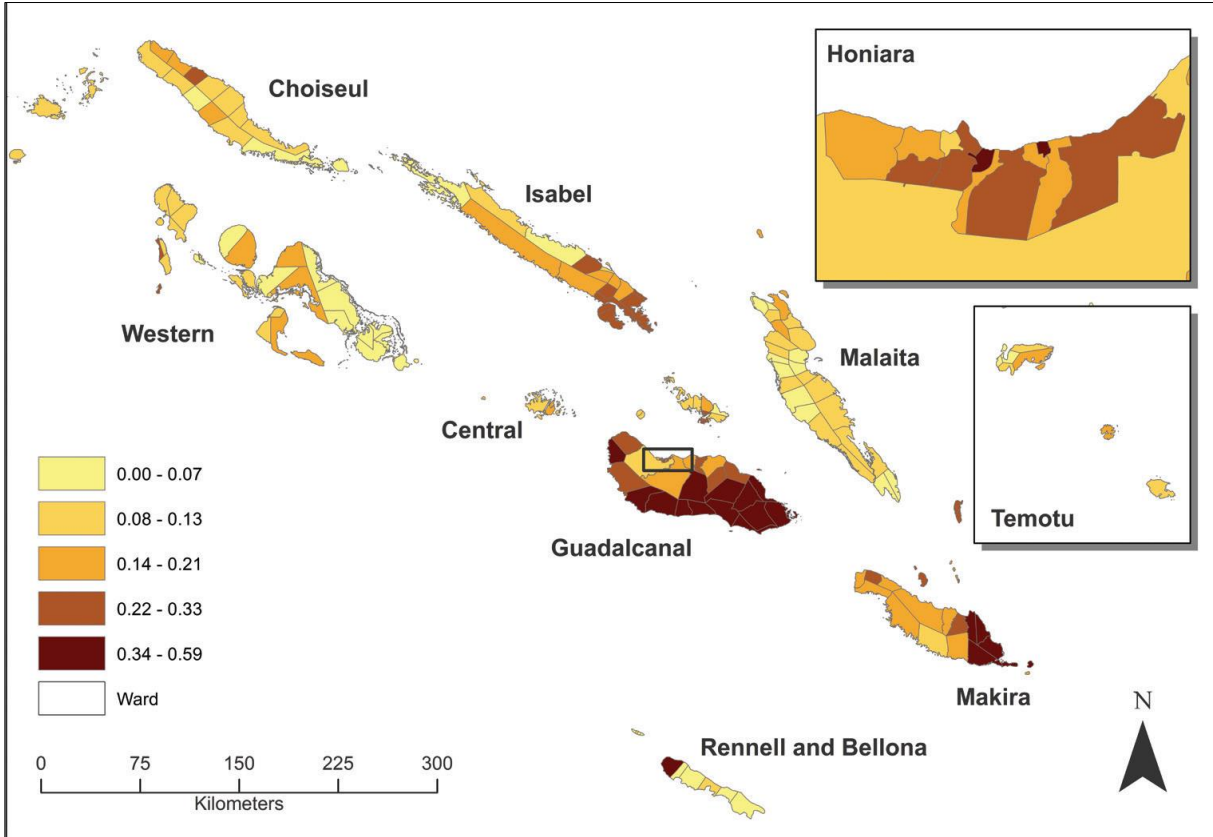 Honiara
Choiseul
Isabel
Western
Malaita
Central
Temotu
Guadalcanal
Makira
Rennell and Bellona
0.00 - 0.07
0.08 - 0.13
0.14 - 0.21
0.22 - 0.33
0.34 - 0.59
Ward
N
0 75 150 225 300
Kilometers